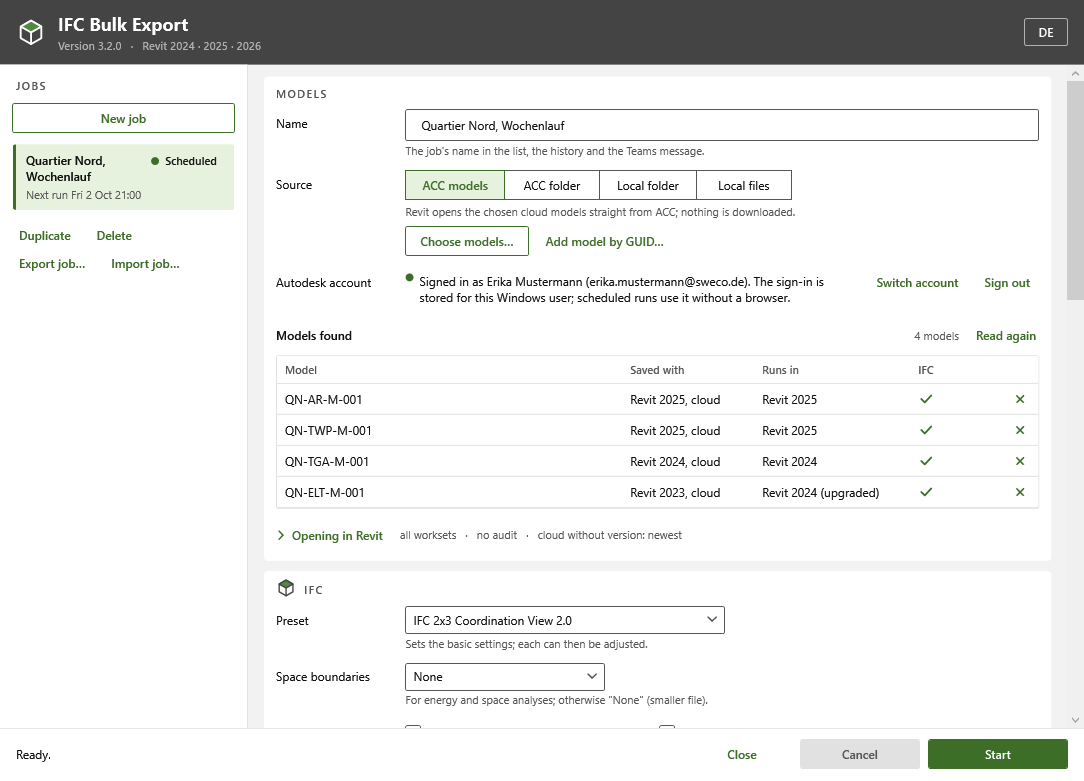 IFC Bulk Export
Version 3.2.0 · Revit 2024 · 2025 · 2026
DE
JOBS
New job
Quartier Nord, Wochenlauf
Scheduled
Next run Fri 2 Oct 21:00
Duplicate Delete
Export job... Import job...
MODELS
Name
Quartier Nord, Wochenlauf
The job's name in the list, the history and the Teams message.
Source
ACC models ACC folder Local folder Local files
Revit opens the chosen cloud models straight from ACC; nothing is downloaded.
Choose models... Add model by GUID...
Autodesk account
Signed in as Erika Mustermann (erika.mustermann@sweco.de). The sign-in is
stored for this Windows user; scheduled runs use it without a browser.
Switch account Sign out
Models found 4 models Read again
Model Saved with Runs in IFC
QN-AR-M-001 Revit 2025, cloud Revit 2025
QN-TWP-M-001 Revit 2025, cloud Revit 2025
QN-TGA-M-001 Revit 2024, cloud Revit 2024
QN-ELT-M-001 Revit 2023, cloud Revit 2024 (upgraded)
Opening in Revit all worksets · no audit · cloud without version: newest
IFC
Preset IFC 2x3 Coordination View 2.0
Sets the basic settings; each can then be adjusted.
Space boundaries None
For energy and space analyses; otherwise "None" (smaller file).
Ready. Close Cancel Start